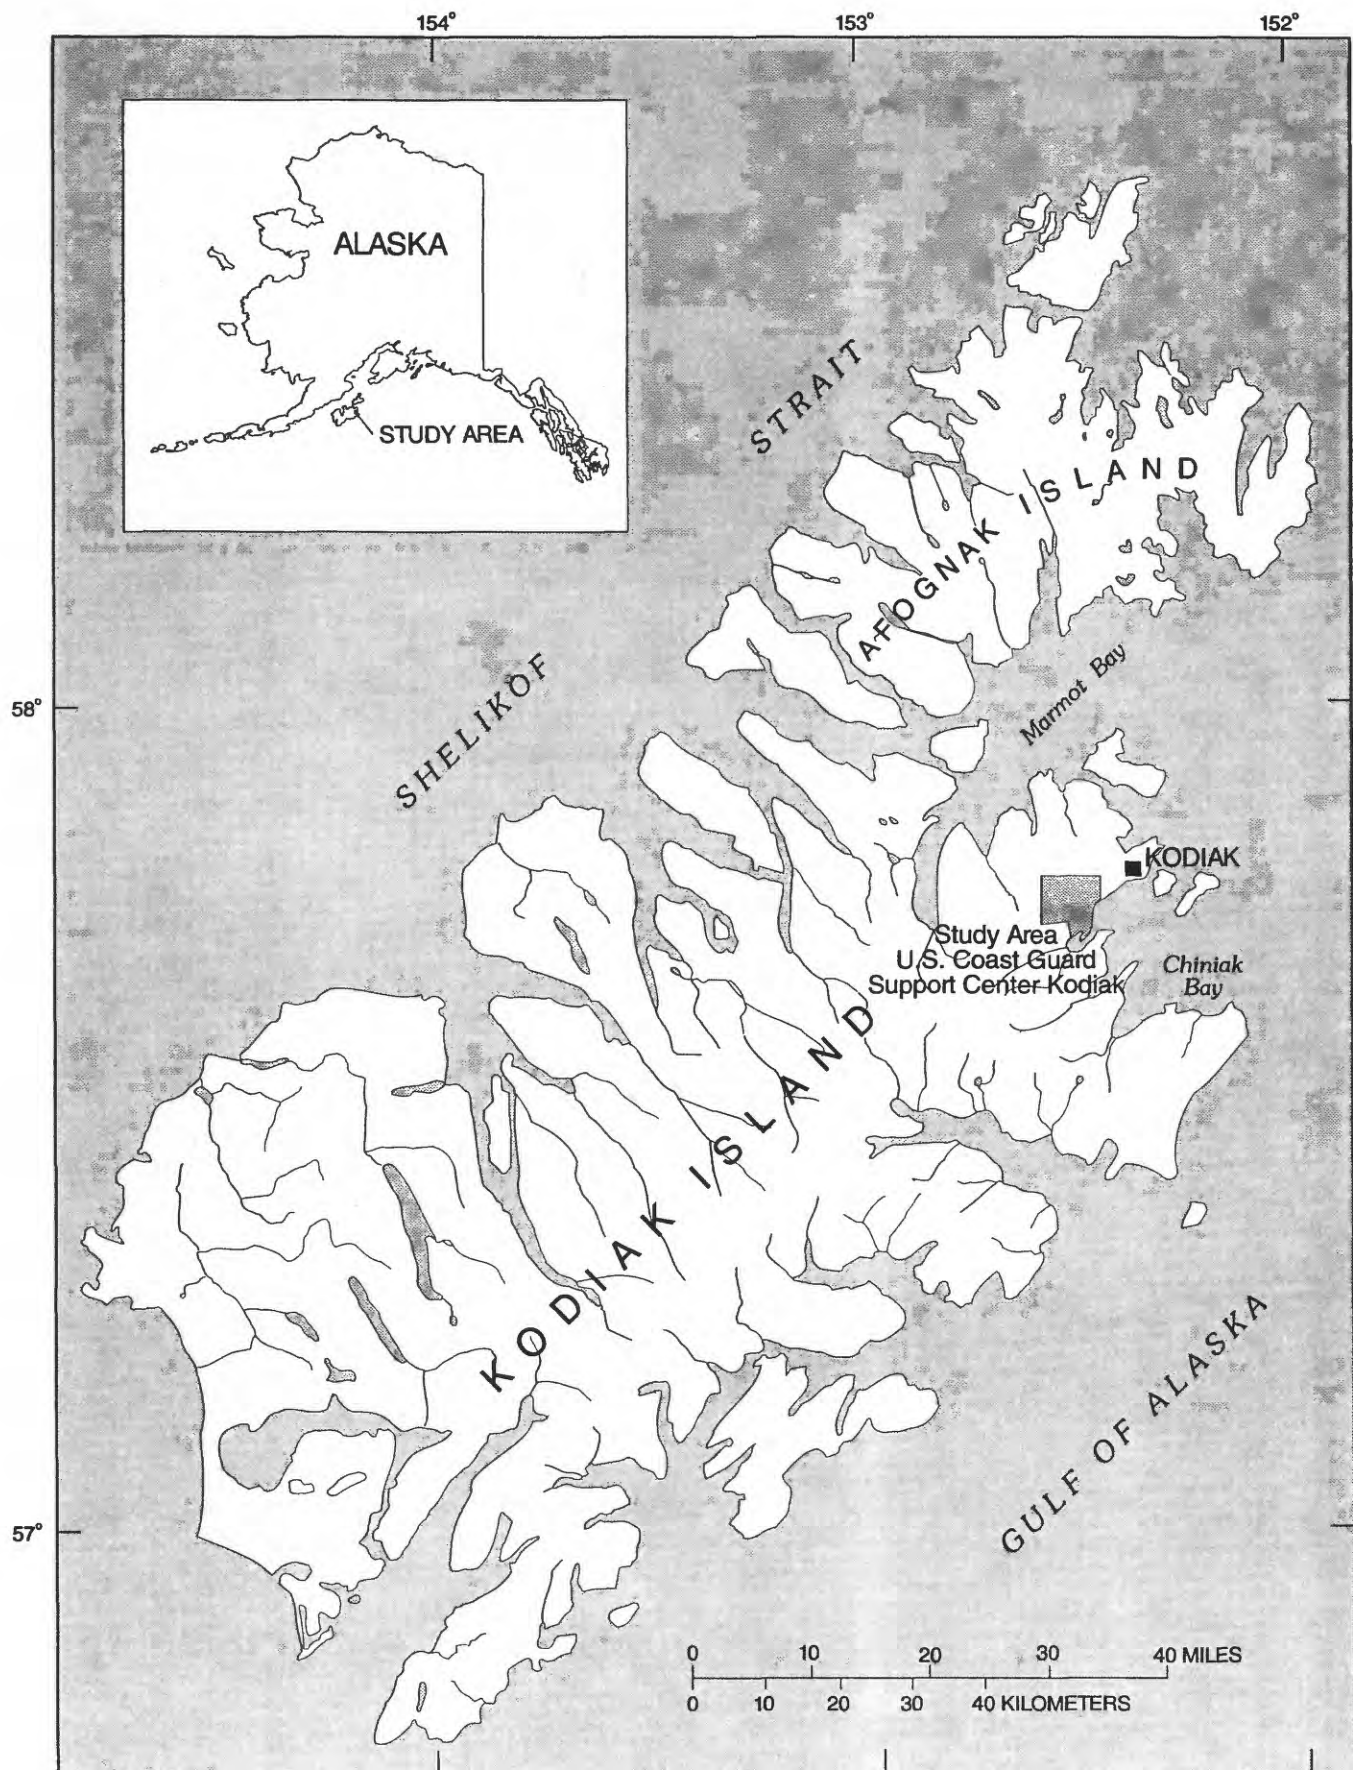 154° 153° 152°
ALASKA
STUDY AREA
STRAIT
AFOGNAK ISLAND
SHELIKOF
Marmot Bay
58°
KODIAK
Study Area
U.S. Coast Guard
Support Center Kodiak
Chiniak
Bay
KODIAK ISLAND
GULF OF ALASKA
57°
0 10 20 30 40 MILES
0 10 20 30 40 KILOMETERS